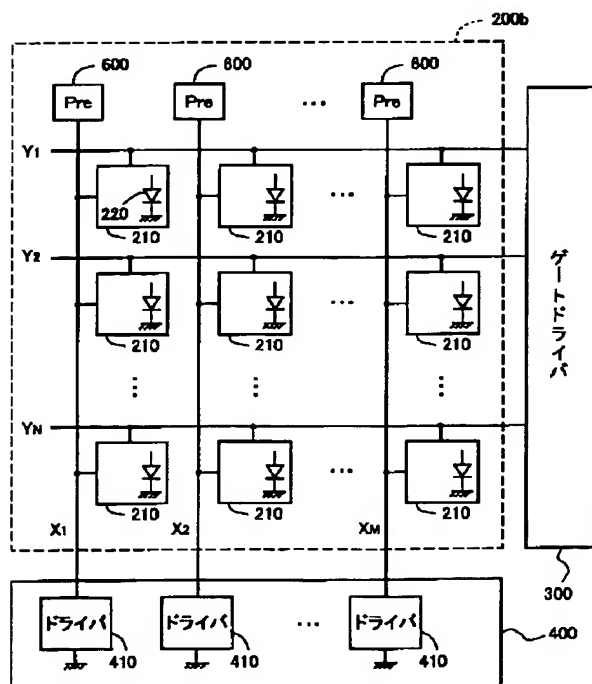 200b
600 600 600
Pre Pre … Pre
Y1
220
210 210 … 210
Y2
210 210 … 210
YN
210 210 … 210
X1 X2 XM
ゲートドライバ
300
ドライバ ドライバ … ドライバ
410 410 410
400